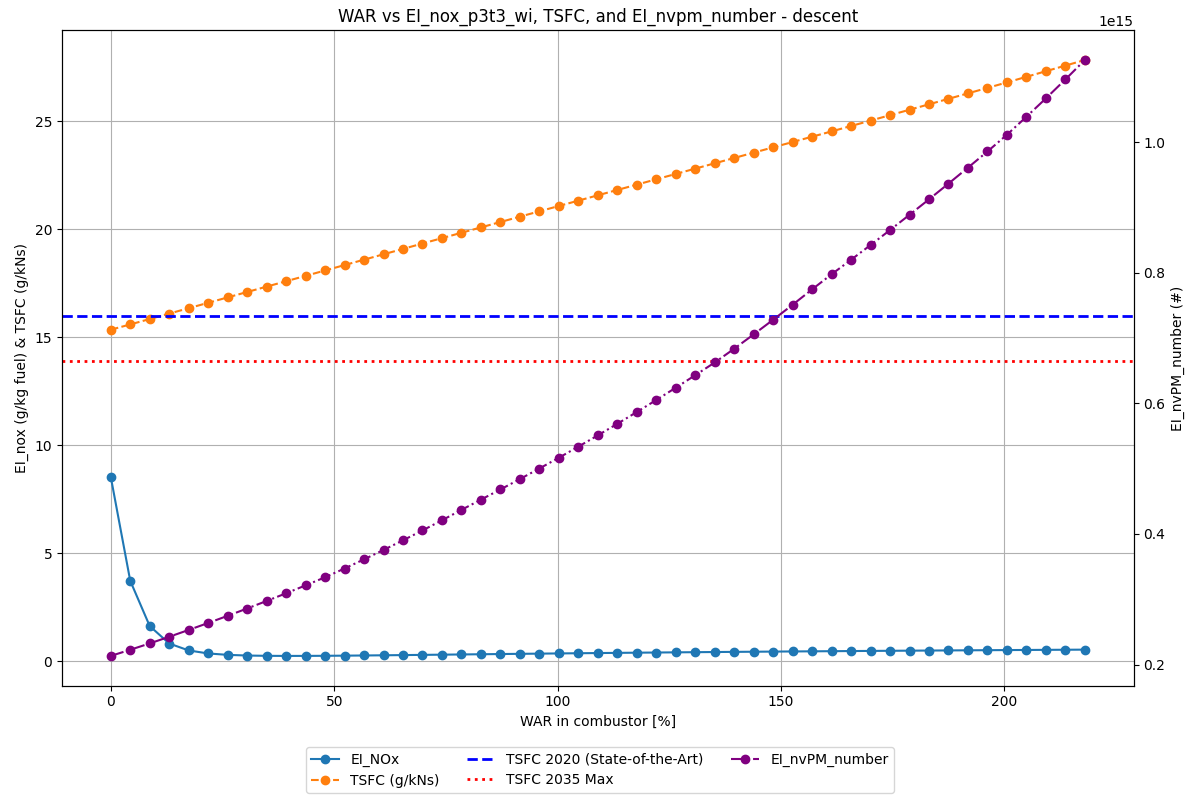 WAR vs EI_nox_p3t3_wi, TSFC, and EI_nvpm_number - descent
1e15
EI_nox (g/kg fuel) & TSFC (g/kNs)
25
20
15
10
5
0
1.0
0.8
0.6
0.4
0.2
EI_nvPM_number (#)
0 50 100 150 200
WAR in combustor [%]
EI_NOx TSFC 2020 (State-of-the-Art) EI_nvPM_number
TSFC (g/kNs) TSFC 2035 Max